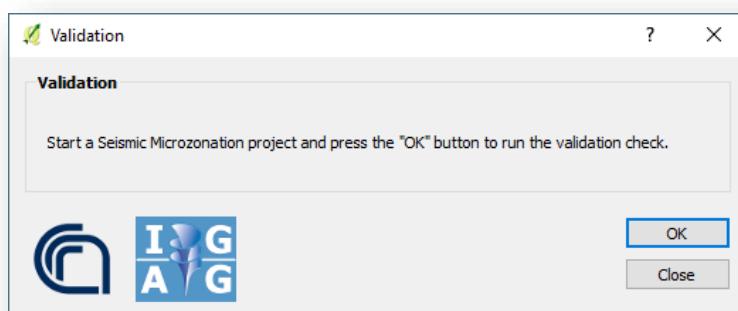 Validation
?
Validation
Start a Seismic Microzonation project and press the "OK" button to run the validation check.
I G
A G
OK
Close